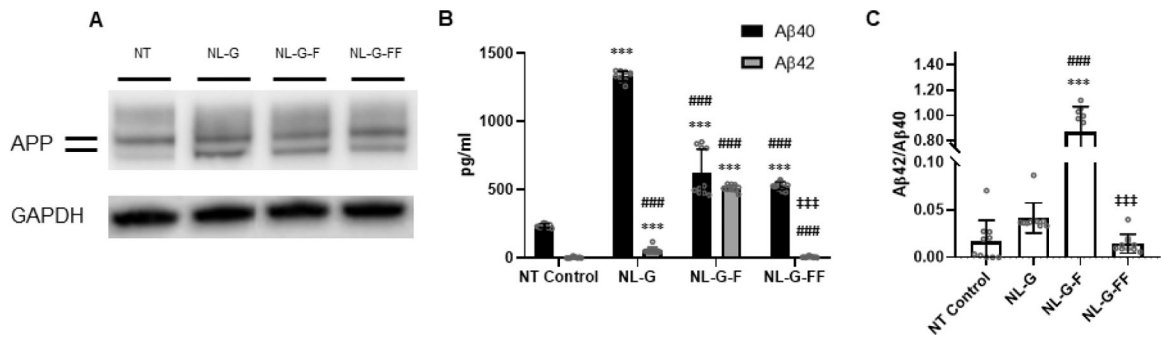 A
NT
NL-G
NL-G-F
NL-G-FF
APP
GAPDH
B
Aβ40
Aβ42
pg/ml
1500
1000
500
0
***
###
***
###
***
###
***
###
***
‡‡‡
###
NT Control
NL-G
NL-G-F
NL-G-FF
C
Aβ42/Aβ40
1.40
1.20
1.00
0.80
0.10
0.05
0.00
###
***
‡‡‡
NT Control
NL-G
NL-G-F
NL-G-FF